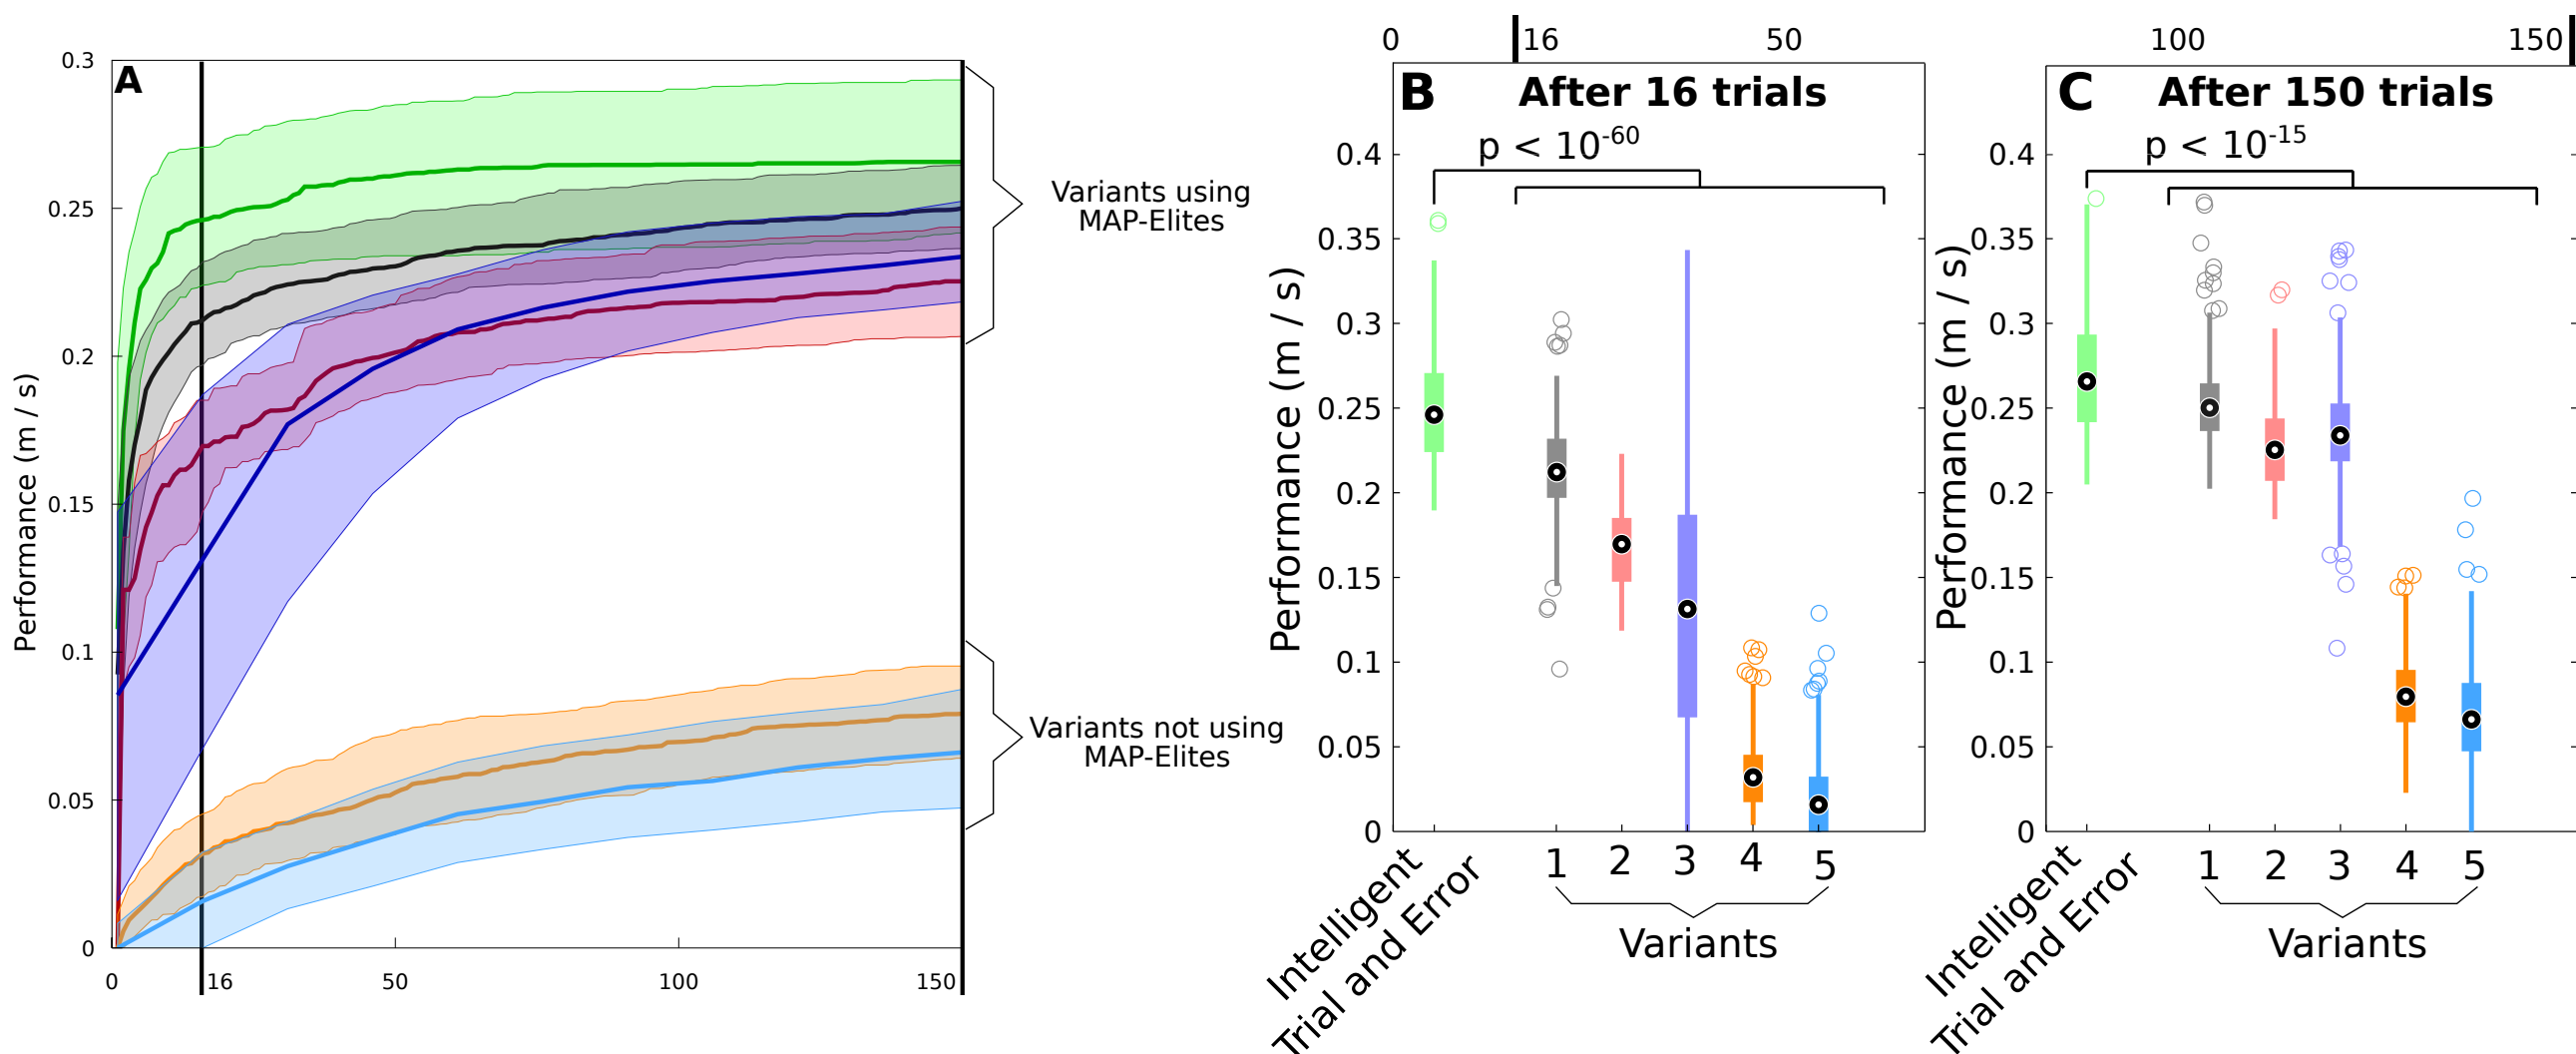 A
0.3
0.25
0.2
0.15
0.1
0.05
0
Performance (m / s)
0
16
50
100
150
Variants using
MAP-Elites
Variants not using
MAP-Elites
0
16
50
100
150
B
After 16 trials
p < 10-60
0.4
0.35
0.3
0.25
0.2
0.15
0.1
0.05
0
Performance (m / s)
Intelligent
Trial and Error
1
2
3
4
5
Variants
C
After 150 trials
p < 10-15
0.4
0.35
0.3
0.25
0.2
0.15
0.1
0.05
0
Performance (m / s)
Intelligent
Trial and Error
1
2
3
4
5
Variants